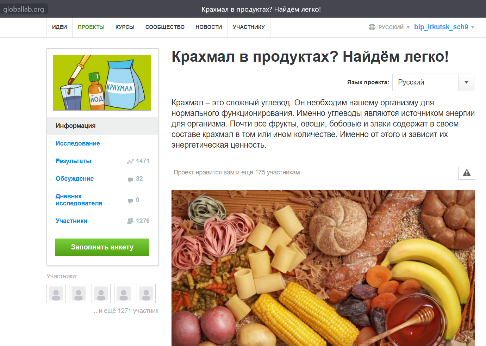 globallab.org
Крахмал в продуктах? Найдём легко!
ИДЕИ ПРОЕКТЫ КУРСЫ СООБЩЕСТВО НОВОСТИ УЧАСТНИКУ
РУССКИЙ bip_irkutsk_sch9
Крахмал в продуктах? Найдём легко!
Язык проекта: Русский
ЙОД
КРАХМАЛ
Крахмал – это сложный углевод. Он необходим нашему организму для
нормального функционирования. Именно углеводы являются источником энергии
для организма. Почти все фрукты, овощи, бобовые и злаки содержат в своем
составе крахмал в том или ином количестве. Именно от этого и зависит их
энергетическая ценность.
Проект нравится вам и ещё 175 участникам
Информация
Исследование
Результаты 1471
Обсуждение 82
Дневник
исследователя 0
Участники 1276
Заполнить анкету
Участники:
... и ещё 1271 участник